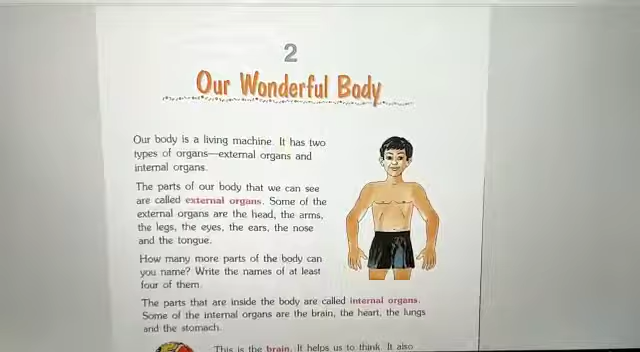 2
Our Wonderful Body
Our body is a living machine. It has two
types of organs—external organs and
internal organs.
The parts of our body that we can see
are called external organs. Some of the
external organs are the head, the arms,
the legs, the eyes, the ears, the nose
and the tongue.
How many more parts of the body can
you name? Write the names of at least
four of them.
The parts that are inside the body are called internal organs.
Some of the internal organs are the brain, the heart, the lungs
and the stomach.
This is the brain. It helps us to think. It also